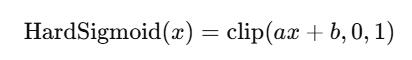 HardSigmoid(x) = clip(ax + b, 0, 1)